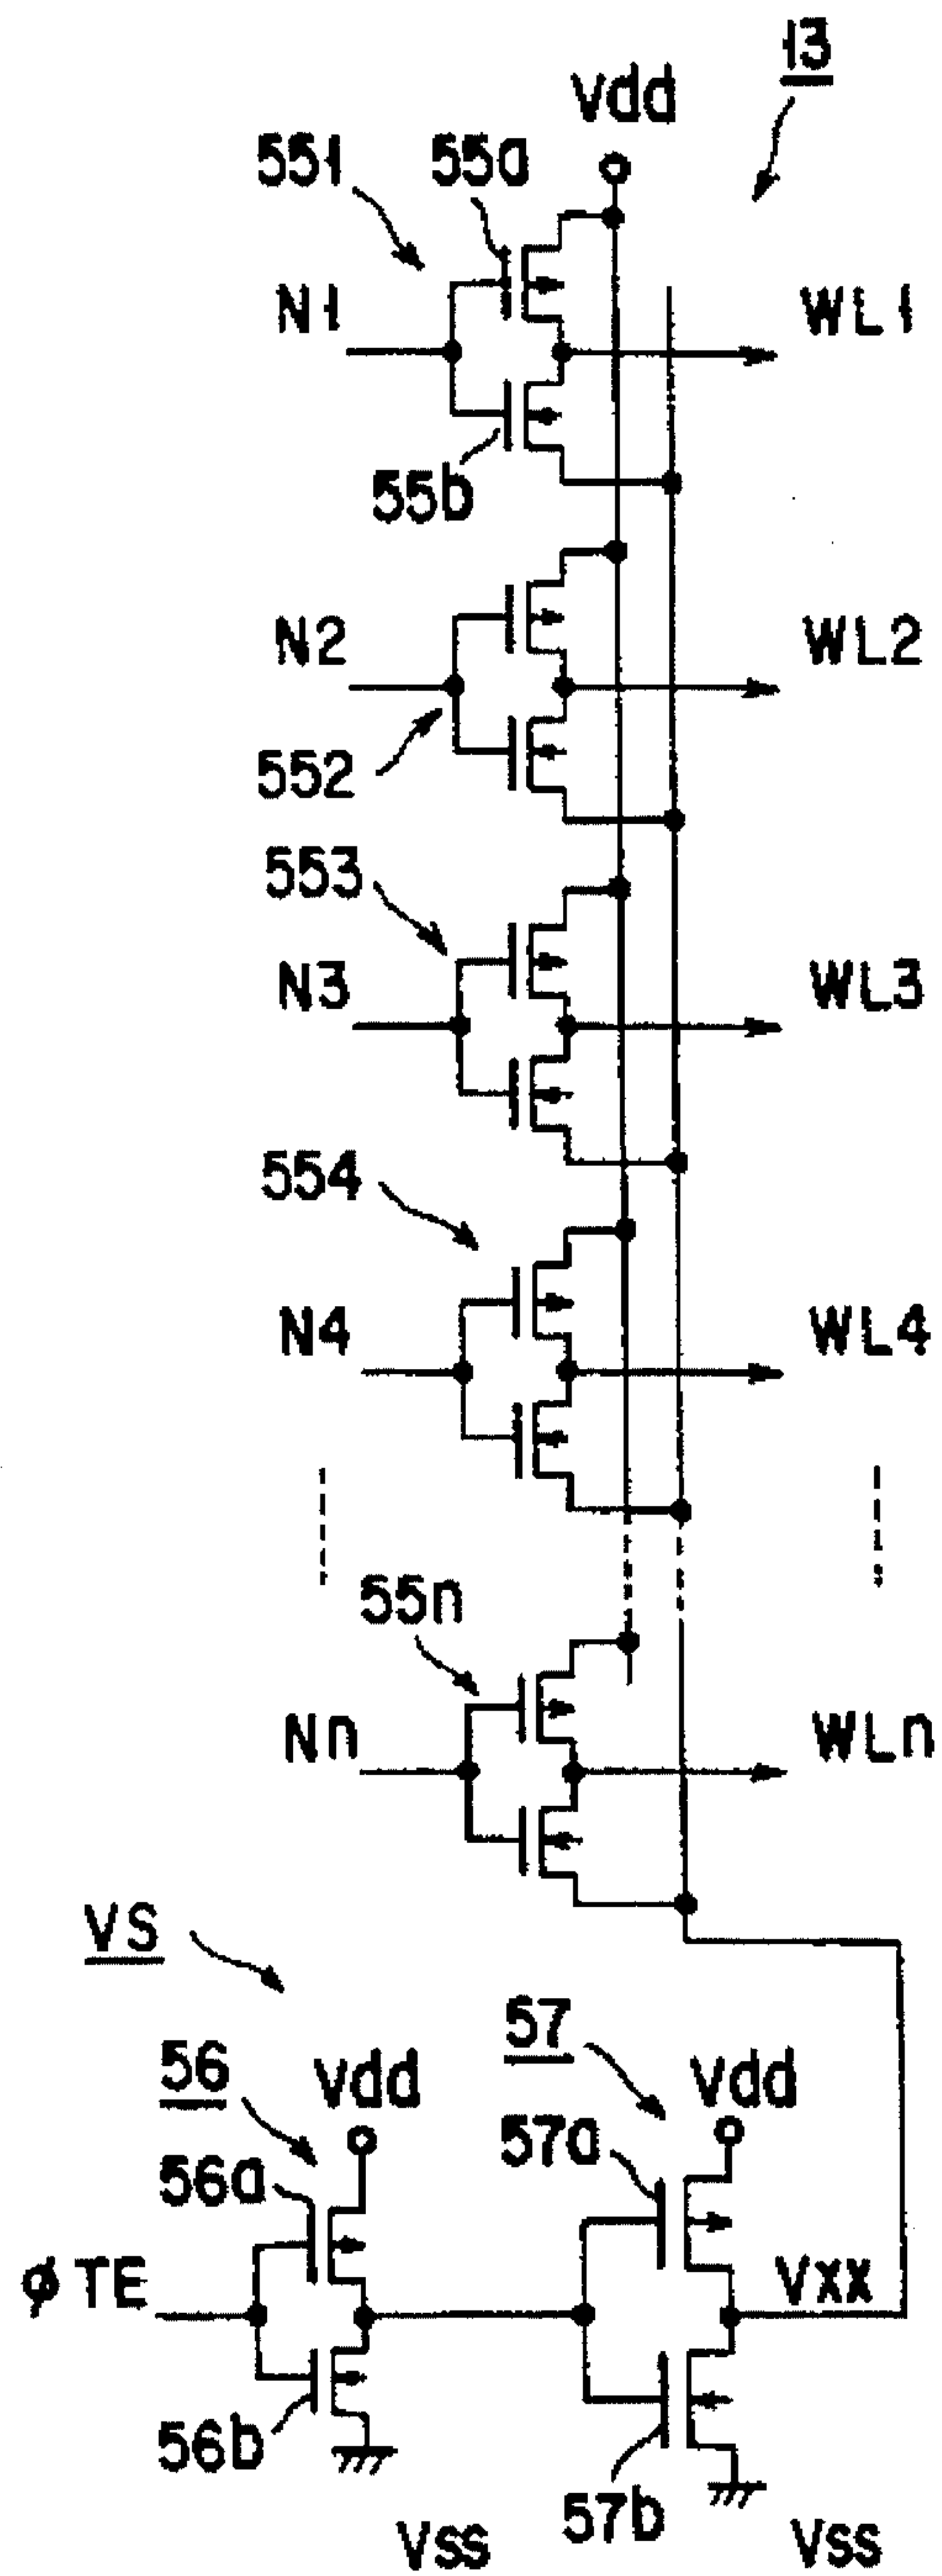 13
Vdd
551 55a
N1 WL1
55b
N2 WL2
552
553
N3 WL3
554
N4 WL4
55n
Nn WLn
VS
56 Vdd 57 Vdd
56a 57a
φTE Vxx
56b 57b
Vss Vss